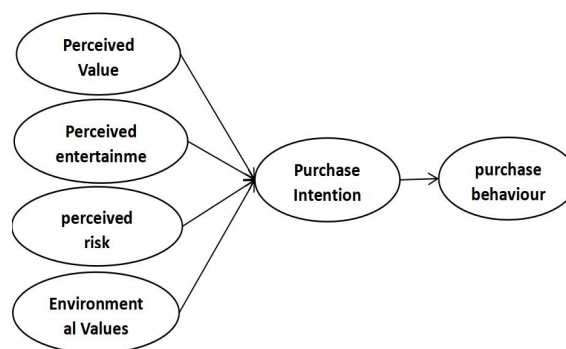 Perceived
Value
Perceived
entertainme
perceived
risk
Environment
al Values
Purchase
Intention
purchase
behaviour